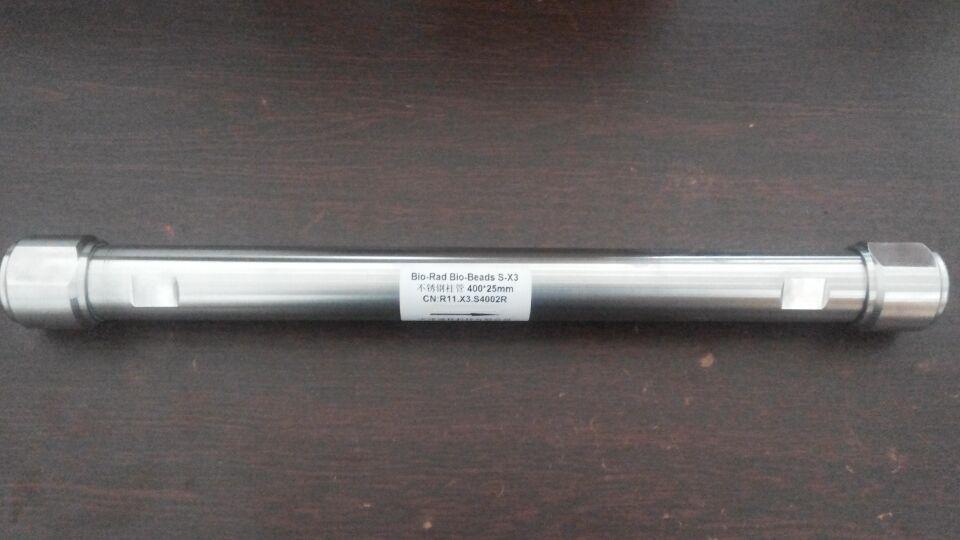 Bio-Rad Bio-Beads S-X3
不锈钢柱管 400*25mm
CN:R11.X3.S4002R